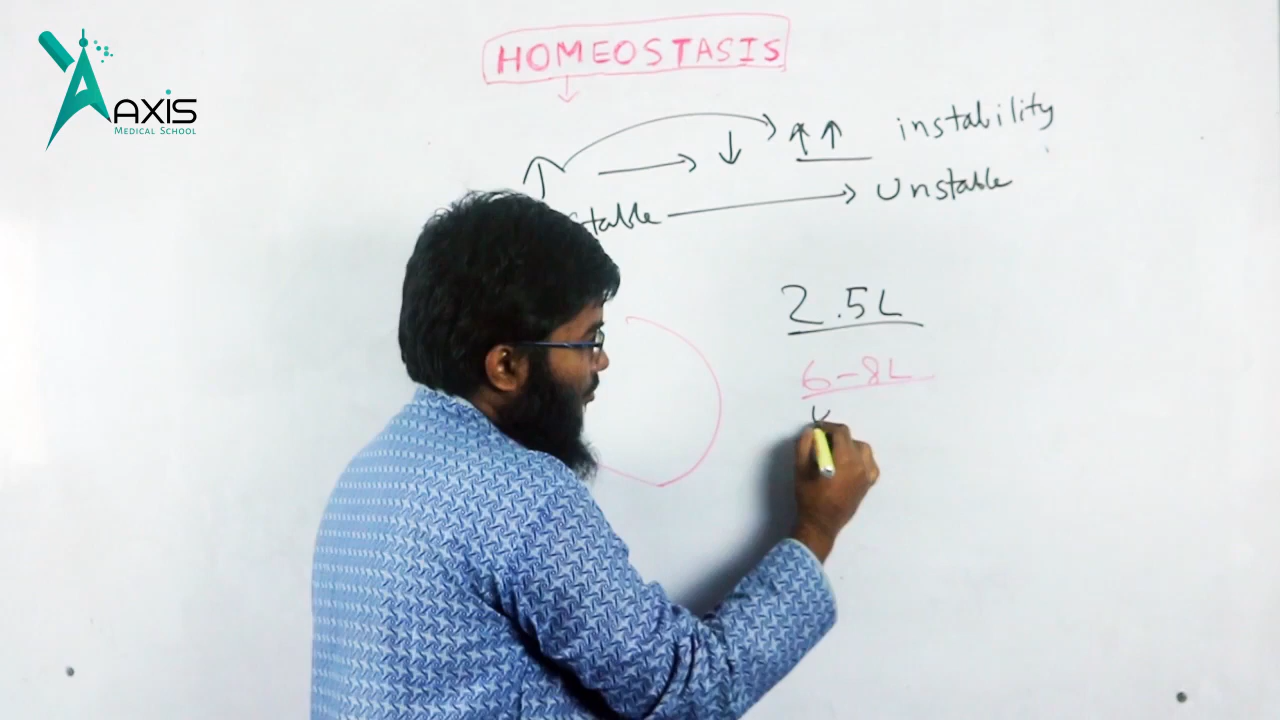 AXIS
MEDICAL SCHOOL
HOMEOSTASIS
↑ → ↓ ↑↑ instability
stable → Unstable
2.5L
6-8L